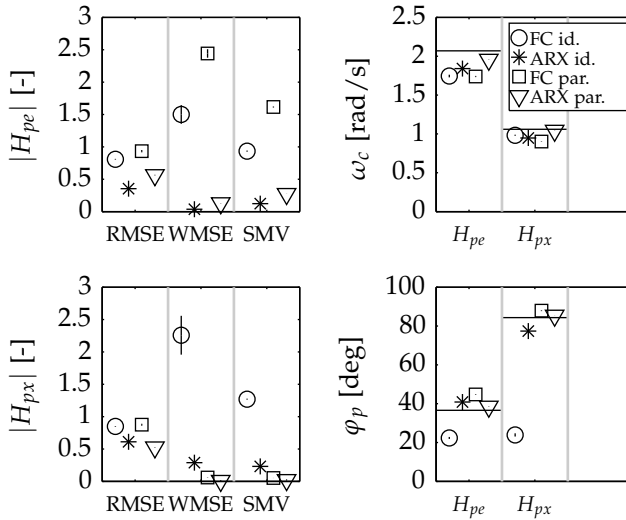 |H_pe| [-]
3
2.5
2
1.5
1
0.5
0
RMSE WMSE SMV
ω_c [rad/s]
2.5
2
1.5
1
0.5
0
H_pe H_px
FC id.
ARX id.
FC par.
ARX par.
|H_px| [-]
3
2.5
2
1.5
1
0.5
0
RMSE WMSE SMV
φ_p [deg]
100
80
60
40
20
0
H_pe H_px